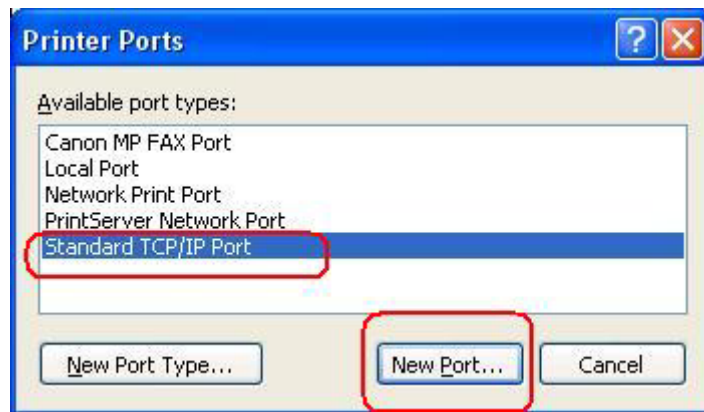 Printer Ports
Available port types:
Canon MP FAX Port
Local Port
Network Print Port
PrintServer Network Port
Standard TCP/IP Port
New Port Type...
New Port...
Cancel